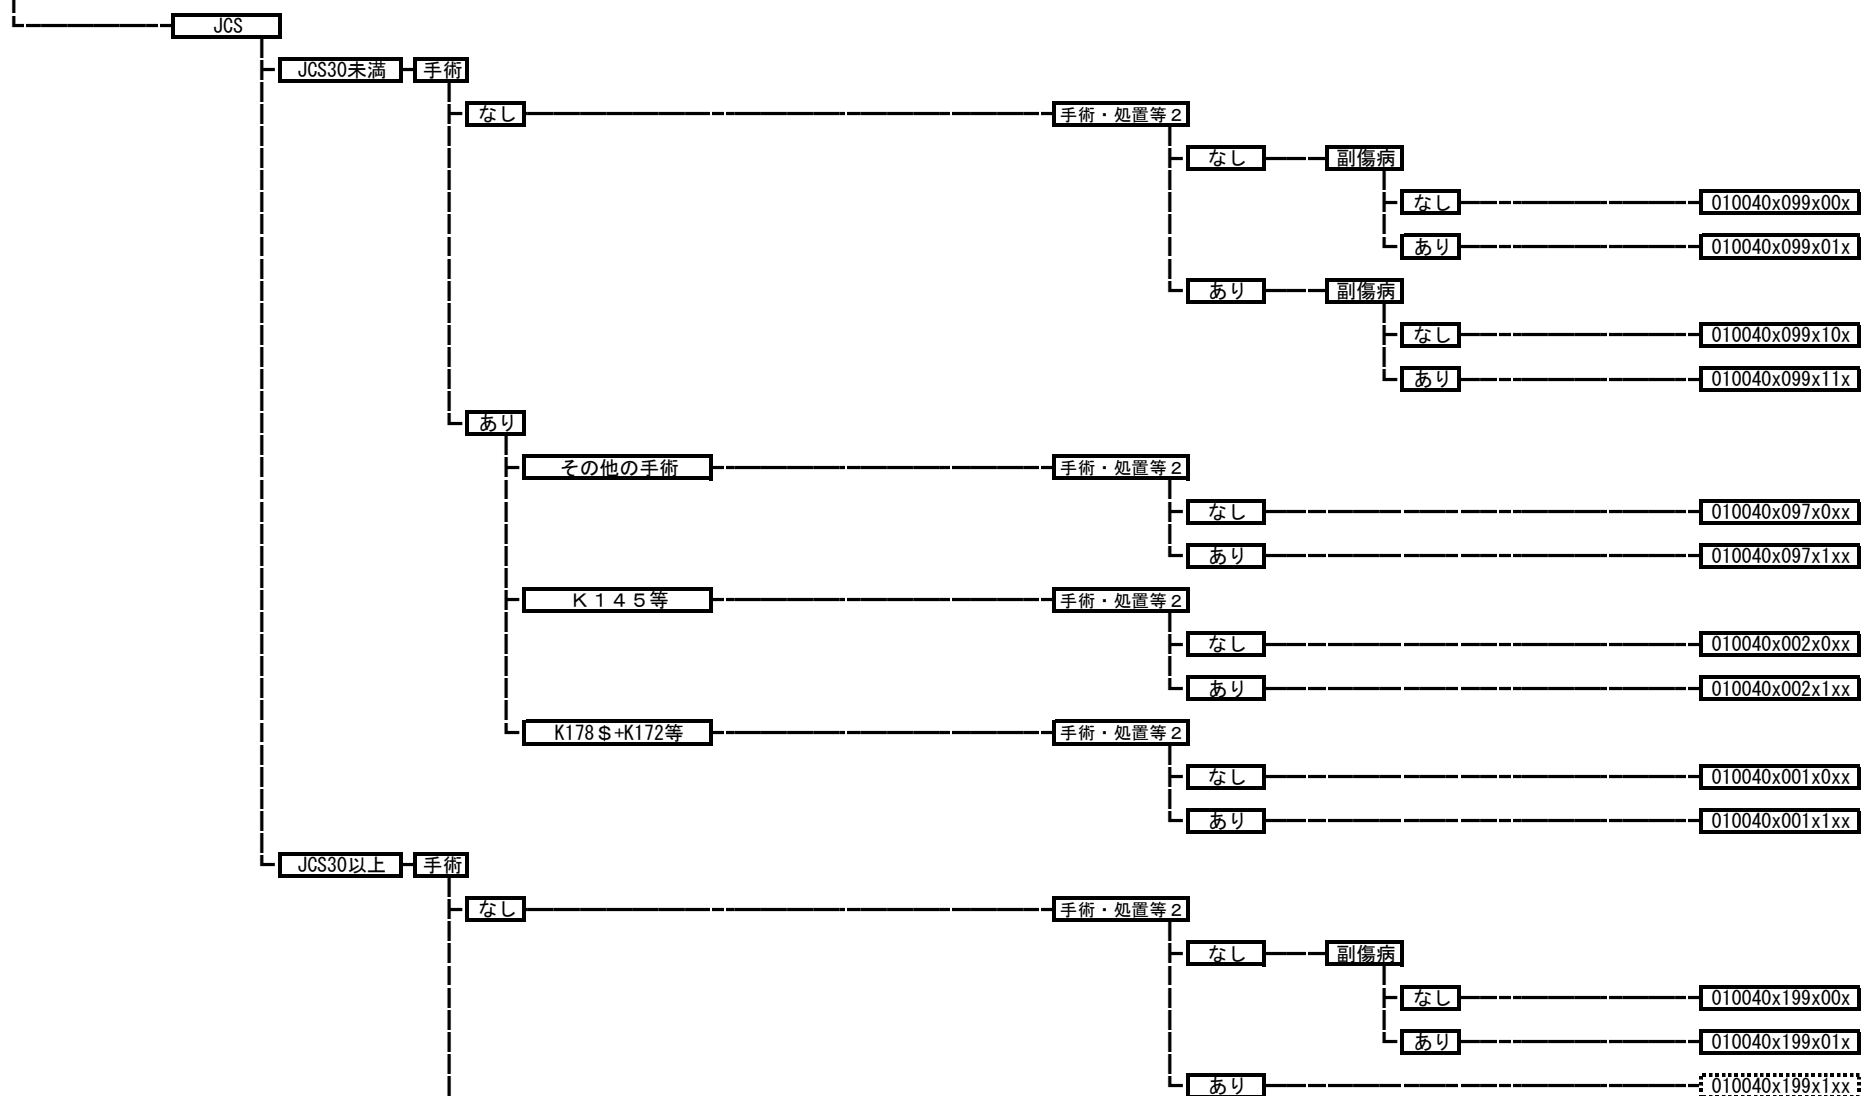 JCS
JCS30未満 手術
なし 手術・処置等２
なし 副傷病
なし 010040x099x00x
あり 010040x099x01x
あり 副傷病
なし 010040x099x10x
あり 010040x099x11x
あり
その他の手術 手術・処置等２
なし 010040x097x0xx
あり 010040x097x1xx
Ｋ１４５等 手術・処置等２
なし 010040x002x0xx
あり 010040x002x1xx
K178＄+K172等 手術・処置等２
なし 010040x001x0xx
あり 010040x001x1xx
JCS30以上 手術
なし 手術・処置等２
なし 副傷病
なし 010040x199x00x
あり 010040x199x01x
あり 010040x199x1xx